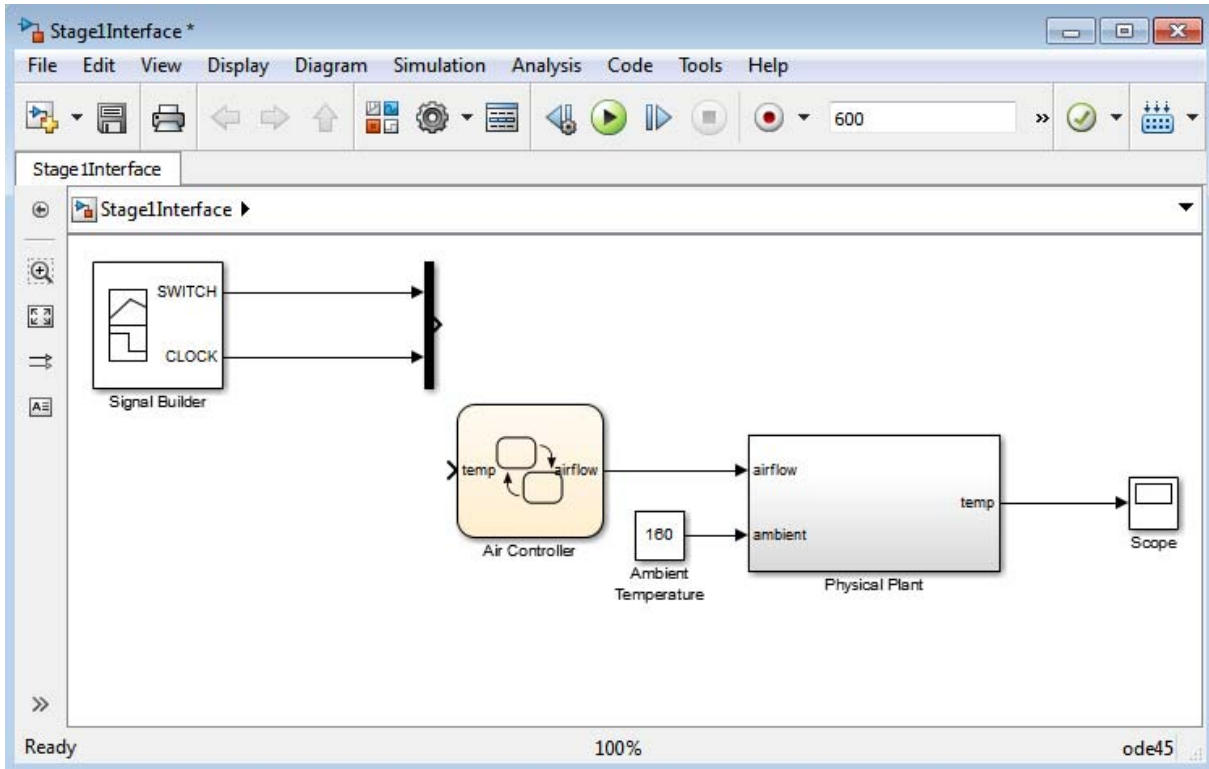 Stage1Interface *
File Edit View Display Diagram Simulation Analysis Code Tools Help
600
Stage1Interface
Stage1Interface
SWITCH
CLOCK
Signal Builder
temp airflow
Air Controller
160
Ambient
Temperature
airflow
temp
ambient
Physical Plant
Scope
Ready 100% ode45